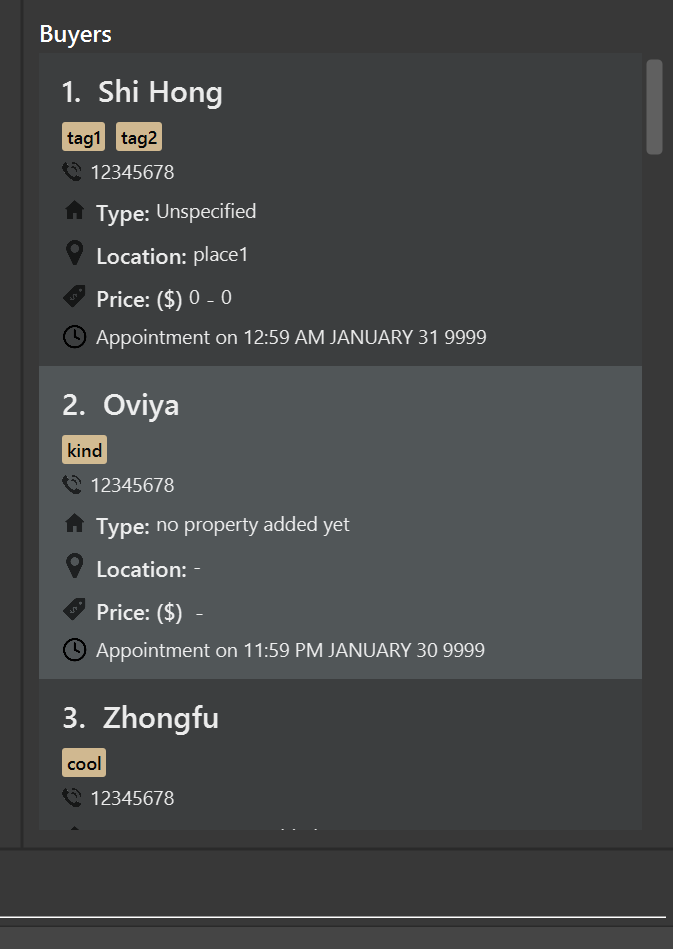 Buyers
1. Shi Hong
tag1 tag2
12345678
Type: Unspecified
Location: place1
Price: ($) 0 - 0
Appointment on 12:59 AM JANUARY 31 9999
2. Oviya
kind
12345678
Type: no property added yet
Location: -
Price: ($) -
Appointment on 11:59 PM JANUARY 30 9999
3. Zhongfu
cool
12345678